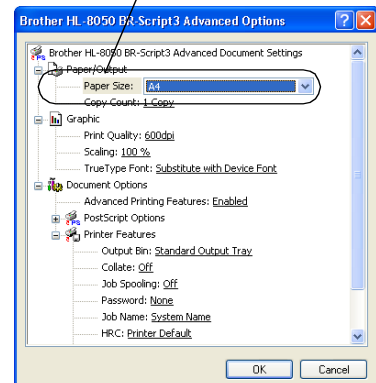 Brother HL-8050 BR-Script3 Advanced Options
Brother HL-8050 BR-Script3 Advanced Document Settings
Paper/Output
Paper Size: A4
Copy Count: 1 Copy
Graphic
Print Quality: 600dpi
Scaling: 100 %
TrueType Font: Substitute with Device Font
Document Options
Advanced Printing Features: Enabled
PostScript Options
Printer Features
Output Bin: Standard Output Tray
Collate: Off
Job Spooling: Off
Password: None
Job Name: System Name
HRC: Printer Default
OK Cancel